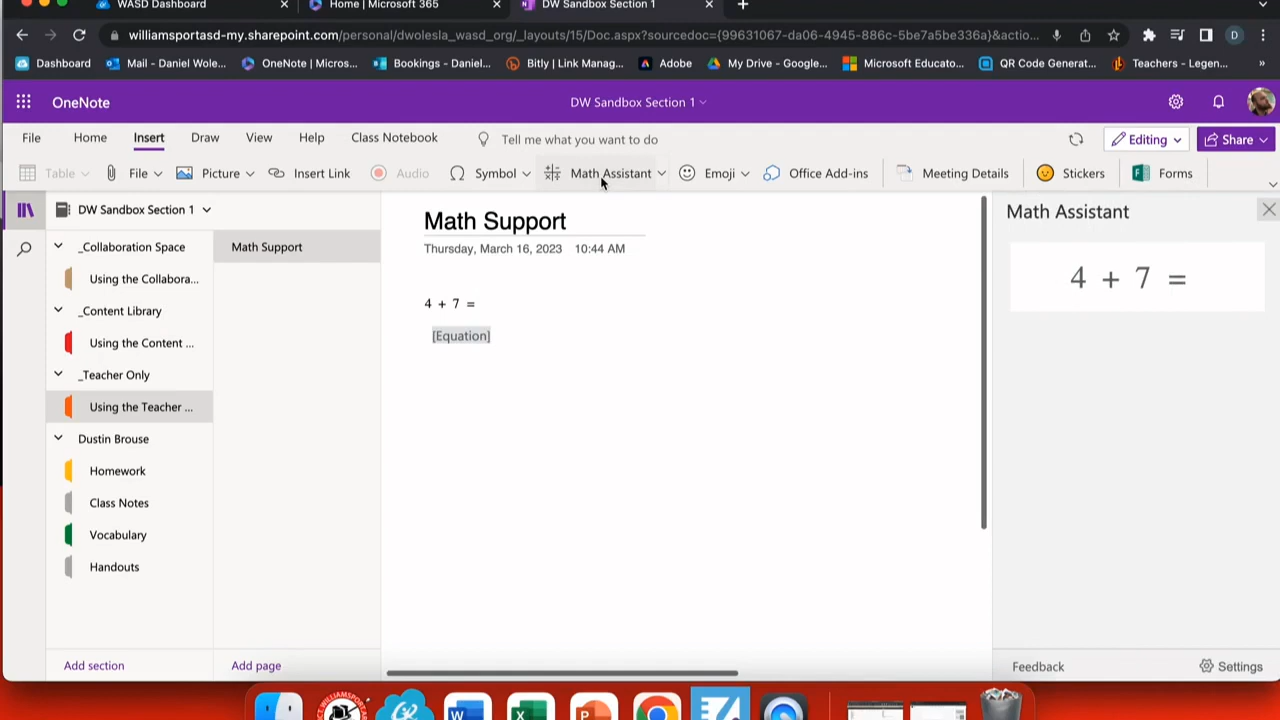 WASD Dashboard
Home | Microsoft 365
DW Sandbox Section 1
williamsportasd-my.sharepoint.com/personal/dwolesla_wasd_org/_layouts/15/Doc.aspx?sourcedoc={99631067-da06-4945-886c-5be7a5be336a}&actio...
D
Dashboard
Mail - Daniel Wole...
OneNote | Micros...
Bookings - Daniel...
Bitly | Link Manag...
Adobe
My Drive - Google...
Microsoft Educato...
QR Code Generat...
Teachers - Legen...
»
OneNote
DW Sandbox Section 1
File
Home
Insert
Draw
View
Help
Class Notebook
Tell me what you want to do
Editing
Share
Table
File
Picture
Insert Link
Audio
Symbol
Math Assistant
Emoji
Office Add-ins
Meeting Details
Stickers
Forms
DW Sandbox Section 1
_Collaboration Space
Using the Collabora...
_Content Library
Using the Content ...
_Teacher Only
Using the Teacher ...
Dustin Brouse
Homework
Class Notes
Vocabulary
Handouts
Add section
Math Support
Add page
Math Support
Thursday, March 16, 2023 10:44 AM
4 + 7 =
[Equation]
Math Assistant
4 + 7 =
Feedback
Settings
W
X
P